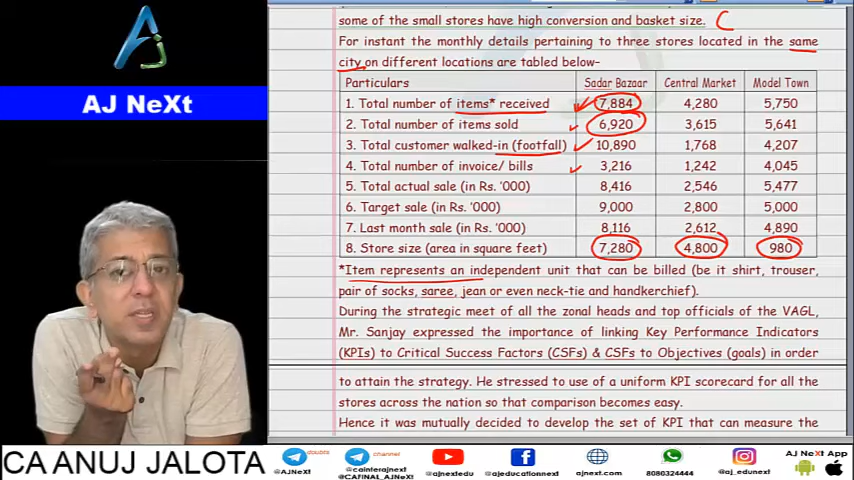 some of the small stores have high conversion and basket size. C
For instant the monthly details pertaining to three stores located in the same
city on different locations are tabled below-
Particulars Sadar Bazaar Central Market Model Town
1. Total number of items* received 7,884 4,280 5,750
2. Total number of items sold 6,920 3,615 5,641
3. Total customer walked-in (footfall) 10,890 1,768 4,207
4. Total number of invoice/ bills 3,216 1,242 4,045
5. Total actual sale (in Rs. '000) 8,416 2,546 5,477
6. Target sale (in Rs. '000) 9,000 2,800 5,000
7. Last month sale (in Rs. '000) 8,116 2,612 4,890
8. Store size (area in square feet) 7,280 4,800 980
*Item represents an independent unit that can be billed (be it shirt, trouser,
pair of socks, saree, jean or even neck-tie and handkerchief).
During the strategic meet of all the zonal heads and top officials of the VAGL,
Mr. Sanjay expressed the importance of linking Key Performance Indicators
(KPIs) to Critical Success Factors (CSFs) & CSFs to Objectives (goals) in order
to attain the strategy. He stressed to use of a uniform KPI scorecard for all the
stores across the nation so that comparison becomes easy.
Hence it was mutually decided to develop the set of KPI that can measure the
AJ NeXt
CA ANUJ JALOTA
doubts
@AJNeXt
channel
@cainterajnext
@CAFINAL_AJNEXT
@ajnextedu
@ajeducationnext
ajnext.com
8080324344
@aj_edunext
AJ NeXt App